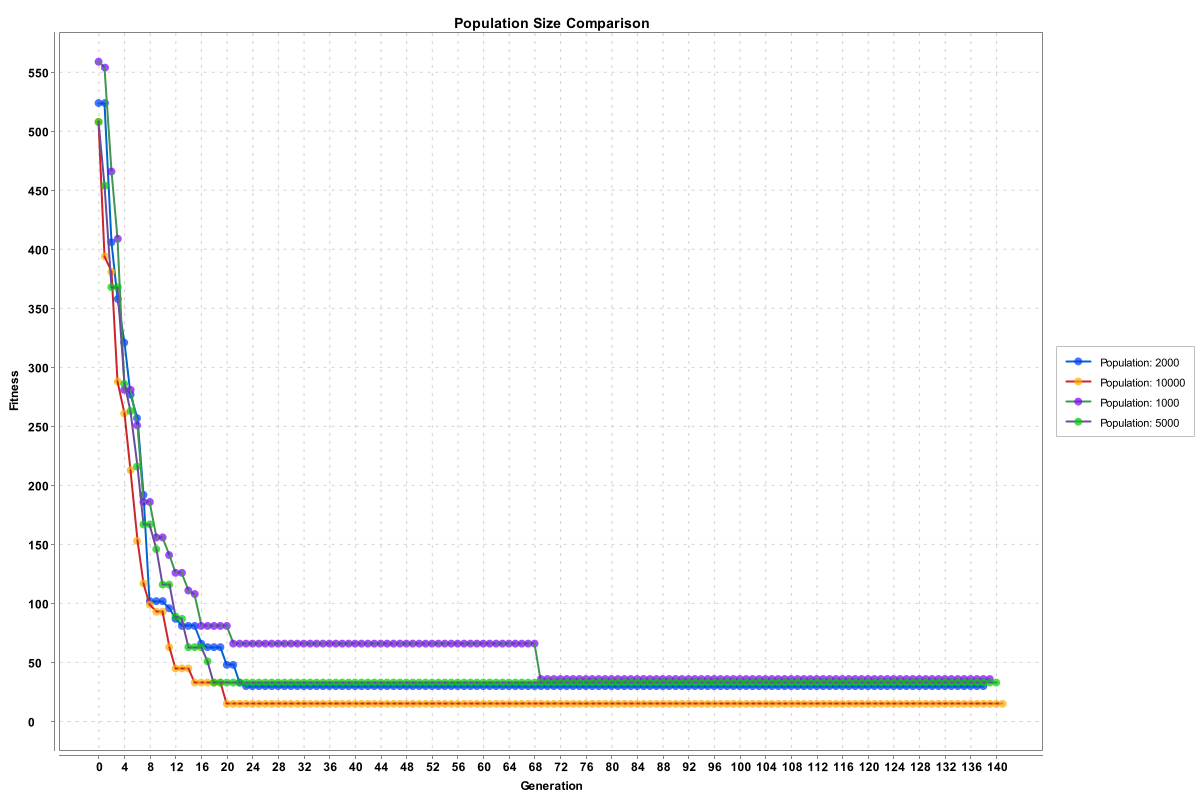 Population Size Comparison
550
500
450
400
350
300
250
200
150
100
50
0
Fitness
0 4 8 12 16 20 24 28 32 36 40 44 48 52 56 60 64 68 72 76 80 84 88 92 96 100 104 108 112 116 120 124 128 132 136 140
Generation
Population: 2000
Population: 10000
Population: 1000
Population: 5000